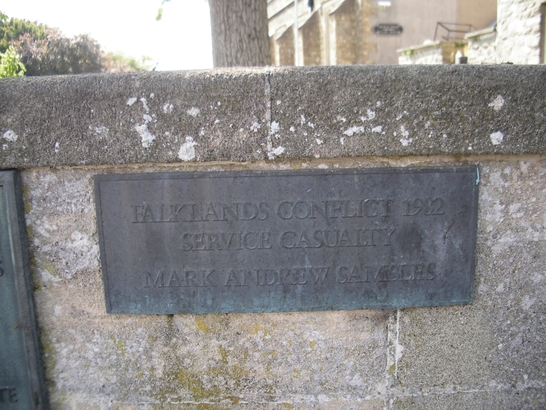 FALKLANDS CONFLICT 1982
SERVICE CASUALTY
MARK ANDREW SAMBLES